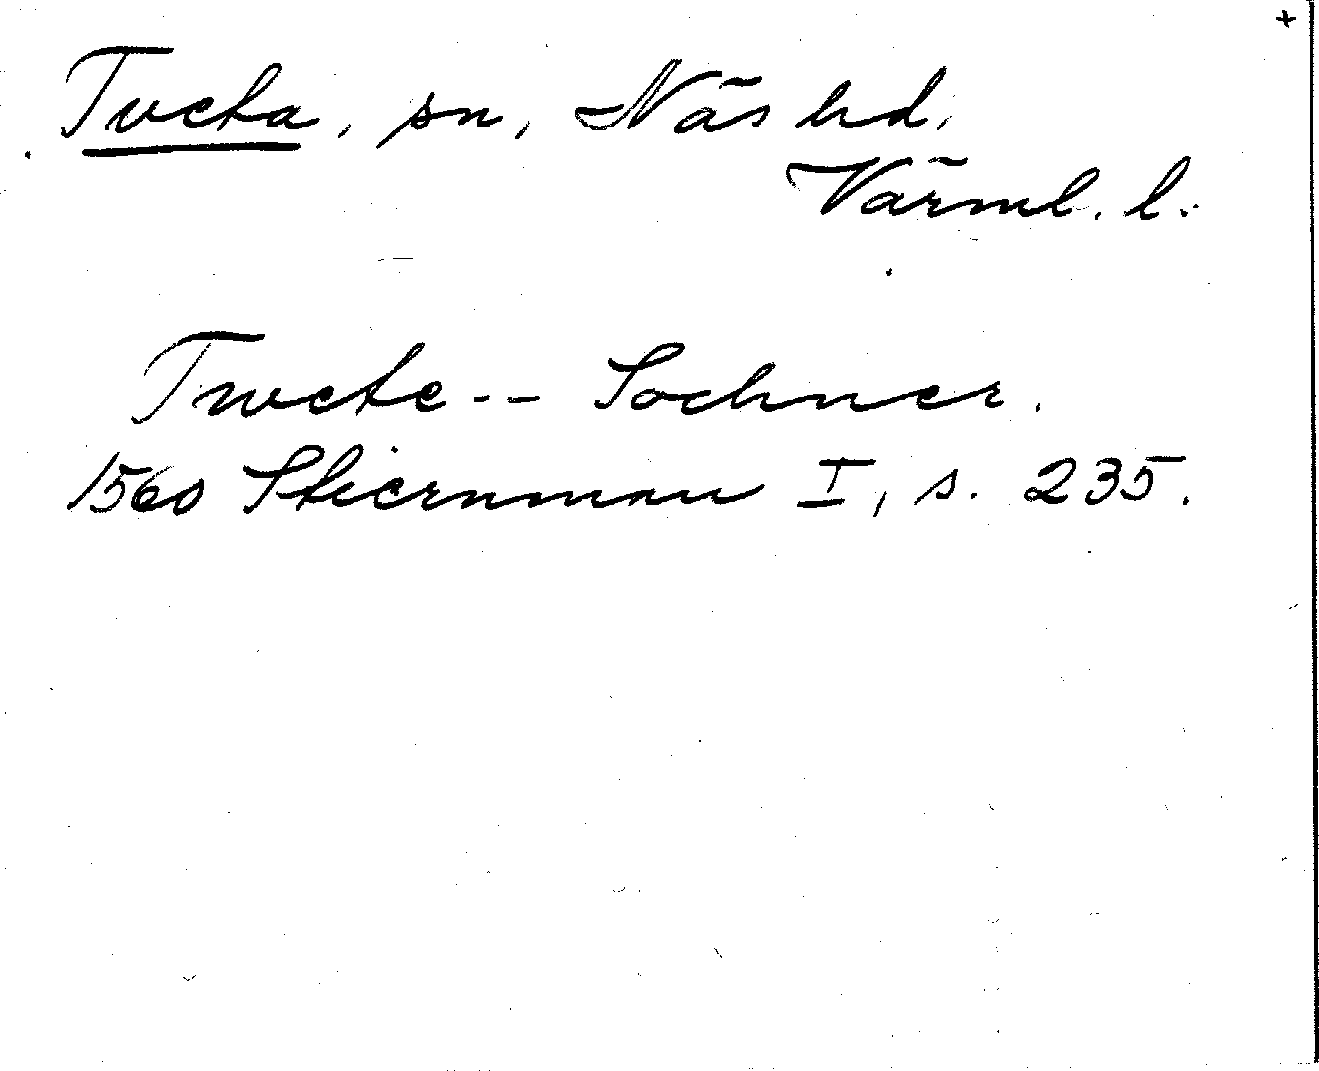 +
Tveta, sn, Näs hd,
Värml. l.
Twete-- Sochner.
1560 Stiernman I, s. 235.